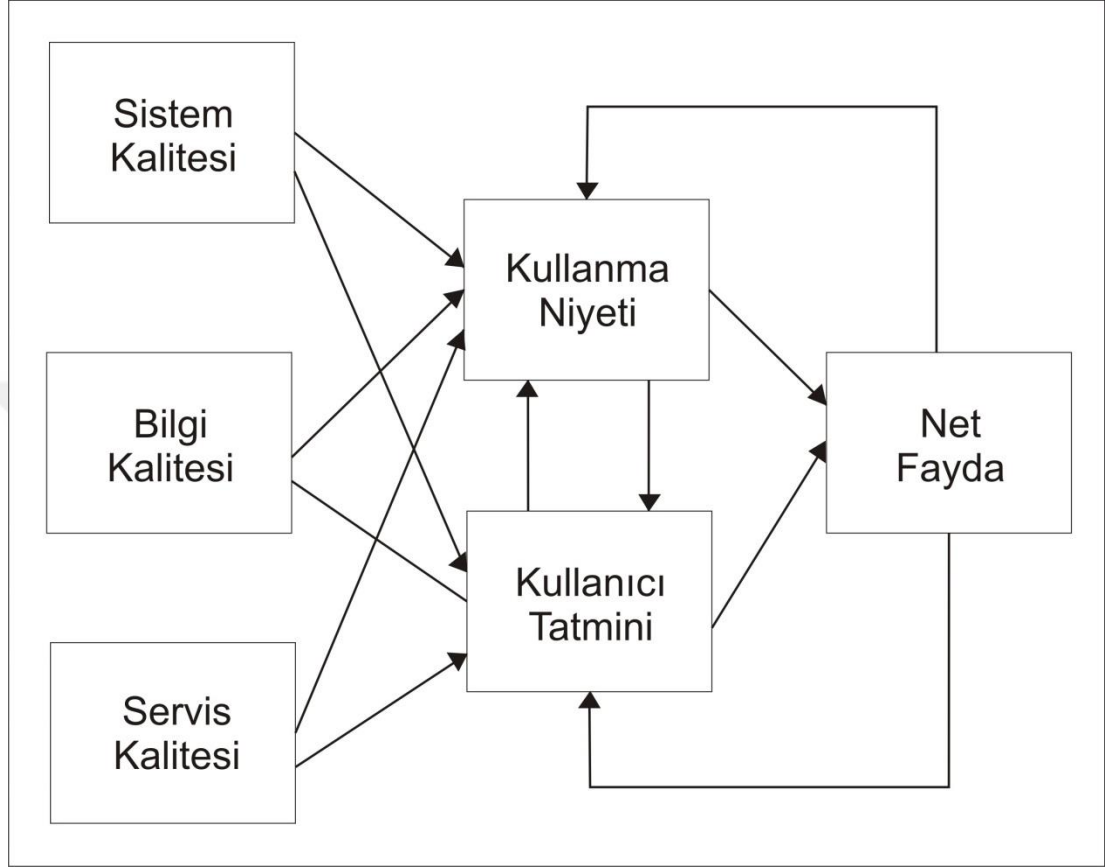 Sistem
Kalitesi
Kullanma
Niyeti
Bilgi
Kalitesi
Net
Fayda
Kullanıcı
Tatmini
Servis
Kalitesi